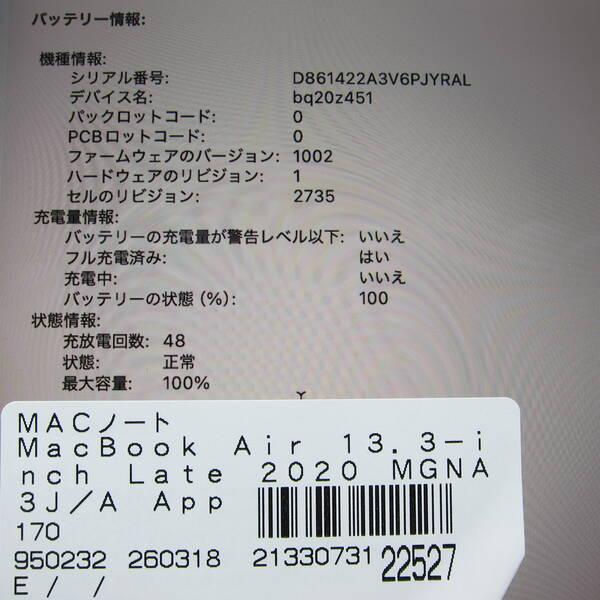 バッテリー情報:
機種情報:
シリアル番号: D861422A3V6PJYRAL
デバイス名: bq20z451
パックロットコード: 0
PCBロットコード: 0
ファームウェアのバージョン: 1002
ハードウェアのリビジョン: 1
セルのリビジョン: 2735
充電量情報:
バッテリーの充電量が警告レベル以下: いいえ
フル充電済み: はい
充電中: いいえ
バッテリーの状態(%): 100
状態情報:
充放電回数: 48
状態: 正常
最大容量: 100%
MACノート
MacBook Air 13.3-i
nch Late 2020 MGNA
3J/A App
170
950232 260318 21330731 22527
E / /